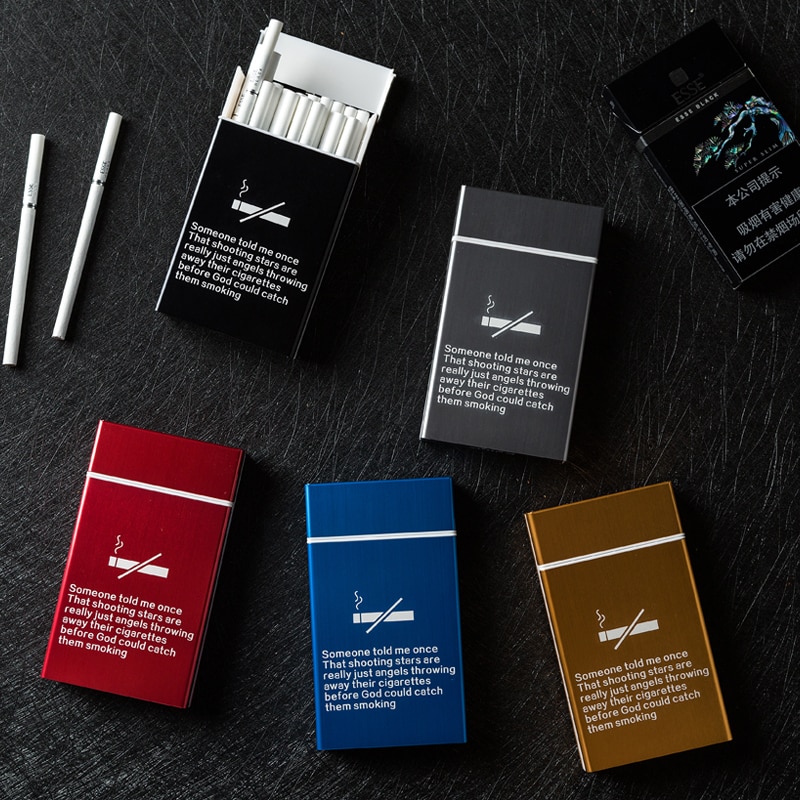 ESSE
ESSE
Someone told me once
That shooting stars are
really just angels throwing
away their cigarettes
before God could catch
them smoking
ESSE
ESSE BLACK
SUPER SLIM
本公司提示
吸烟有害健康
请勿在禁烟场
Someone told me once
That shooting stars are
really just angels throwing
away their cigarettes
before God could catch
them smoking
Someone told me once
That shooting stars are
really just angels throwing
away their cigarettes
before God could catch
them smoking
Someone told me once
That shooting stars are
really just angels throwing
away their cigarettes
before God could catch
them smoking
Someone told me once
That shooting stars are
really just angels throwing
away their cigarettes
before God could catch
them smoking